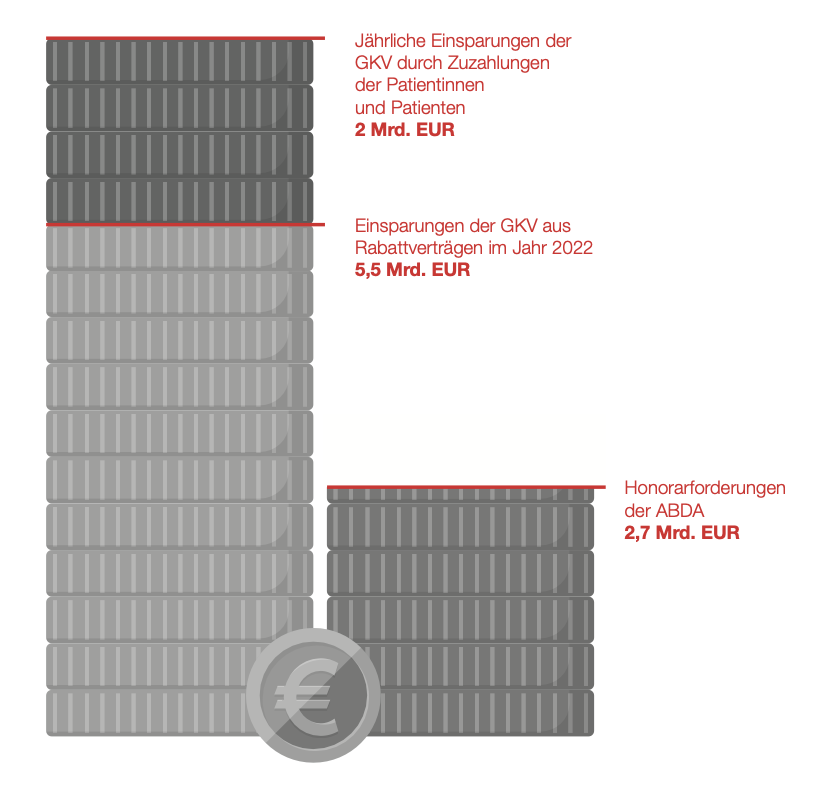 Jährliche Einsparungen der
GKV durch Zuzahlungen
der Patientinnen
und Patienten
2 Mrd. EUR
Einsparungen der GKV aus
Rabattverträgen im Jahr 2022
5,5 Mrd. EUR
Honorarforderungen
der ABDA
2,7 Mrd. EUR
€